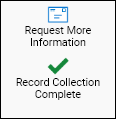 Request More
Information
Record Collection
Complete